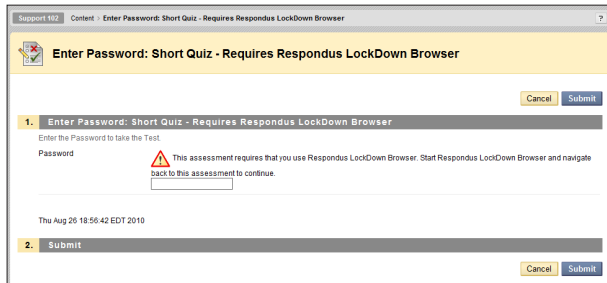 Support 102 Content > Enter Password: Short Quiz - Requires Respondus LockDown Browser ?
Enter Password: Short Quiz - Requires Respondus LockDown Browser
Cancel Submit
1. Enter Password: Short Quiz - Requires Respondus LockDown Browser
Enter the Password to take the Test.
Password This assessment requires that you use Respondus LockDown Browser. Start Respondus LockDown Browser and navigate
back to this assessment to continue.
Thu Aug 26 18:56:42 EDT 2010
2. Submit
Cancel Submit